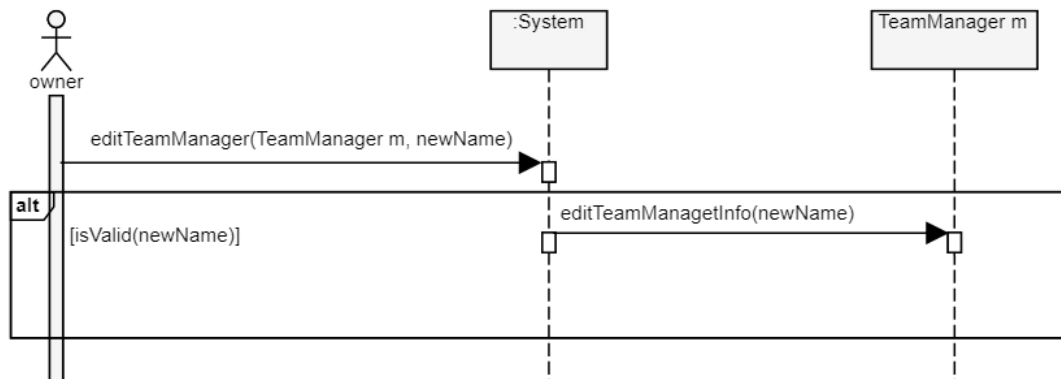 :System
TeamManager m
owner
editTeamManager(TeamManager m, newName)
alt
editTeamManagetInfo(newName)
[isValid(newName)]